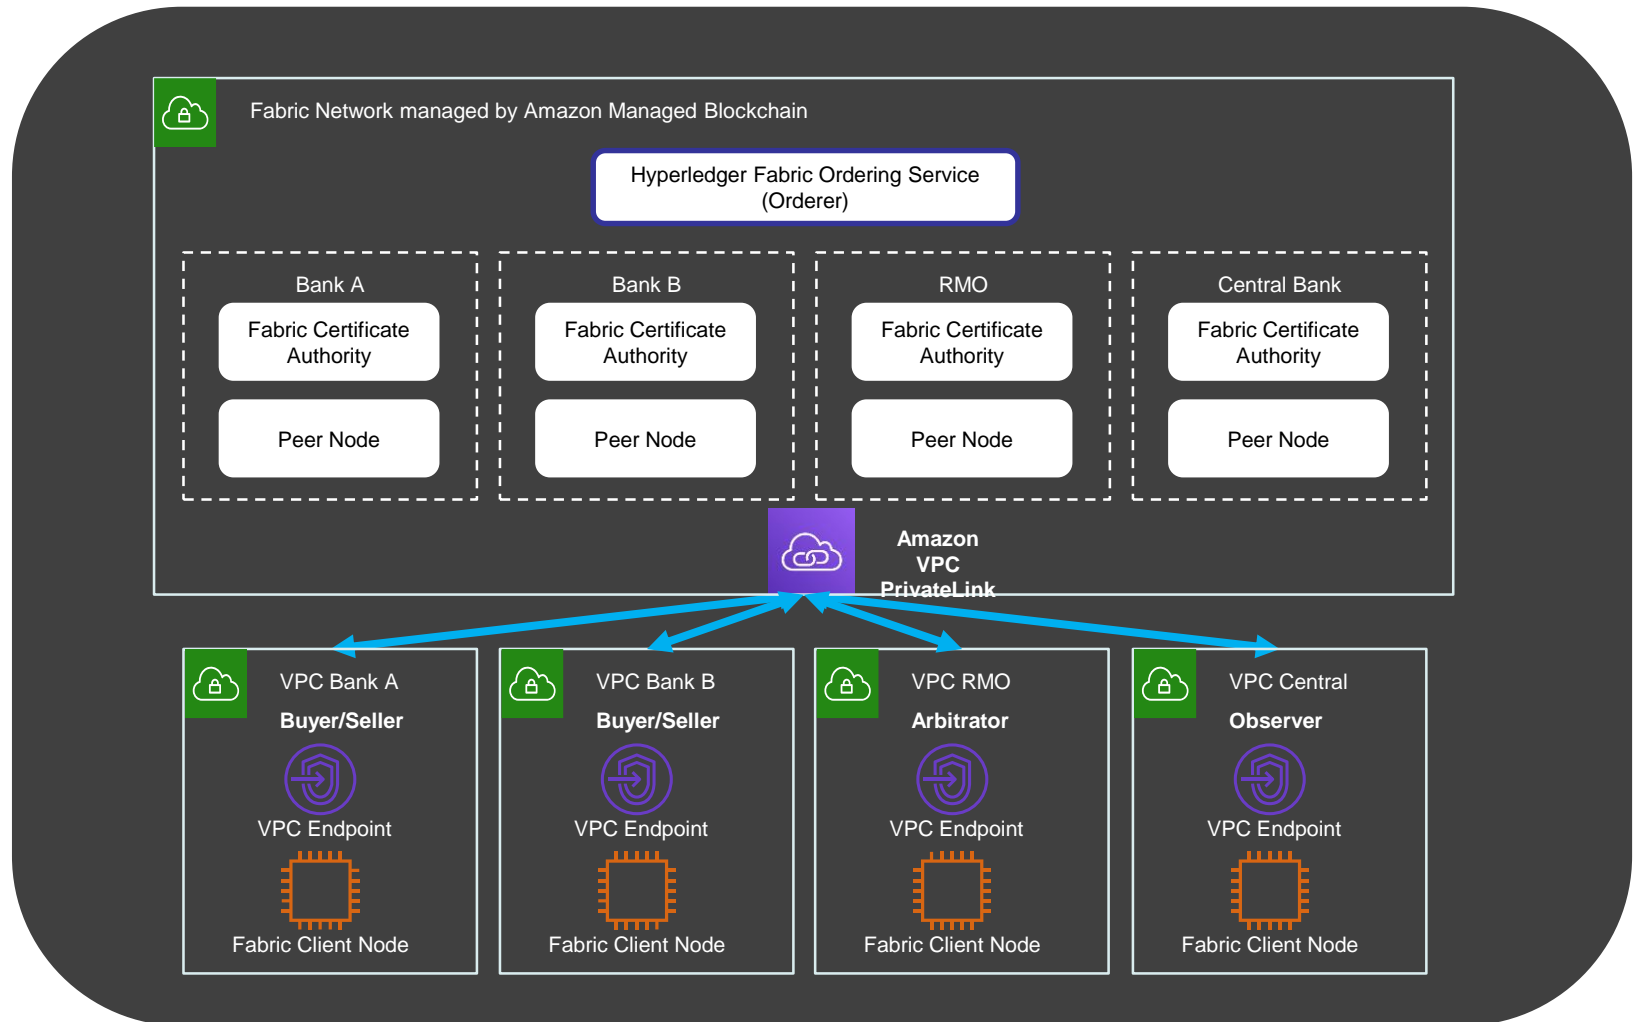 Fabric Network managed by Amazon Managed Blockchain
Hyperledger Fabric Ordering Service
(Orderer)
Bank A
Fabric Certificate
Authority
Peer Node
Bank B
Fabric Certificate
Authority
Peer Node
RMO
Fabric Certificate
Authority
Peer Node
Central Bank
Fabric Certificate
Authority
Peer Node
Amazon
VPC
PrivateLink
VPC Bank A
Buyer/Seller
VPC Endpoint
Fabric Client Node
VPC Bank B
Buyer/Seller
VPC Endpoint
Fabric Client Node
VPC RMO
Arbitrator
VPC Endpoint
Fabric Client Node
VPC Central
Observer
VPC Endpoint
Fabric Client Node